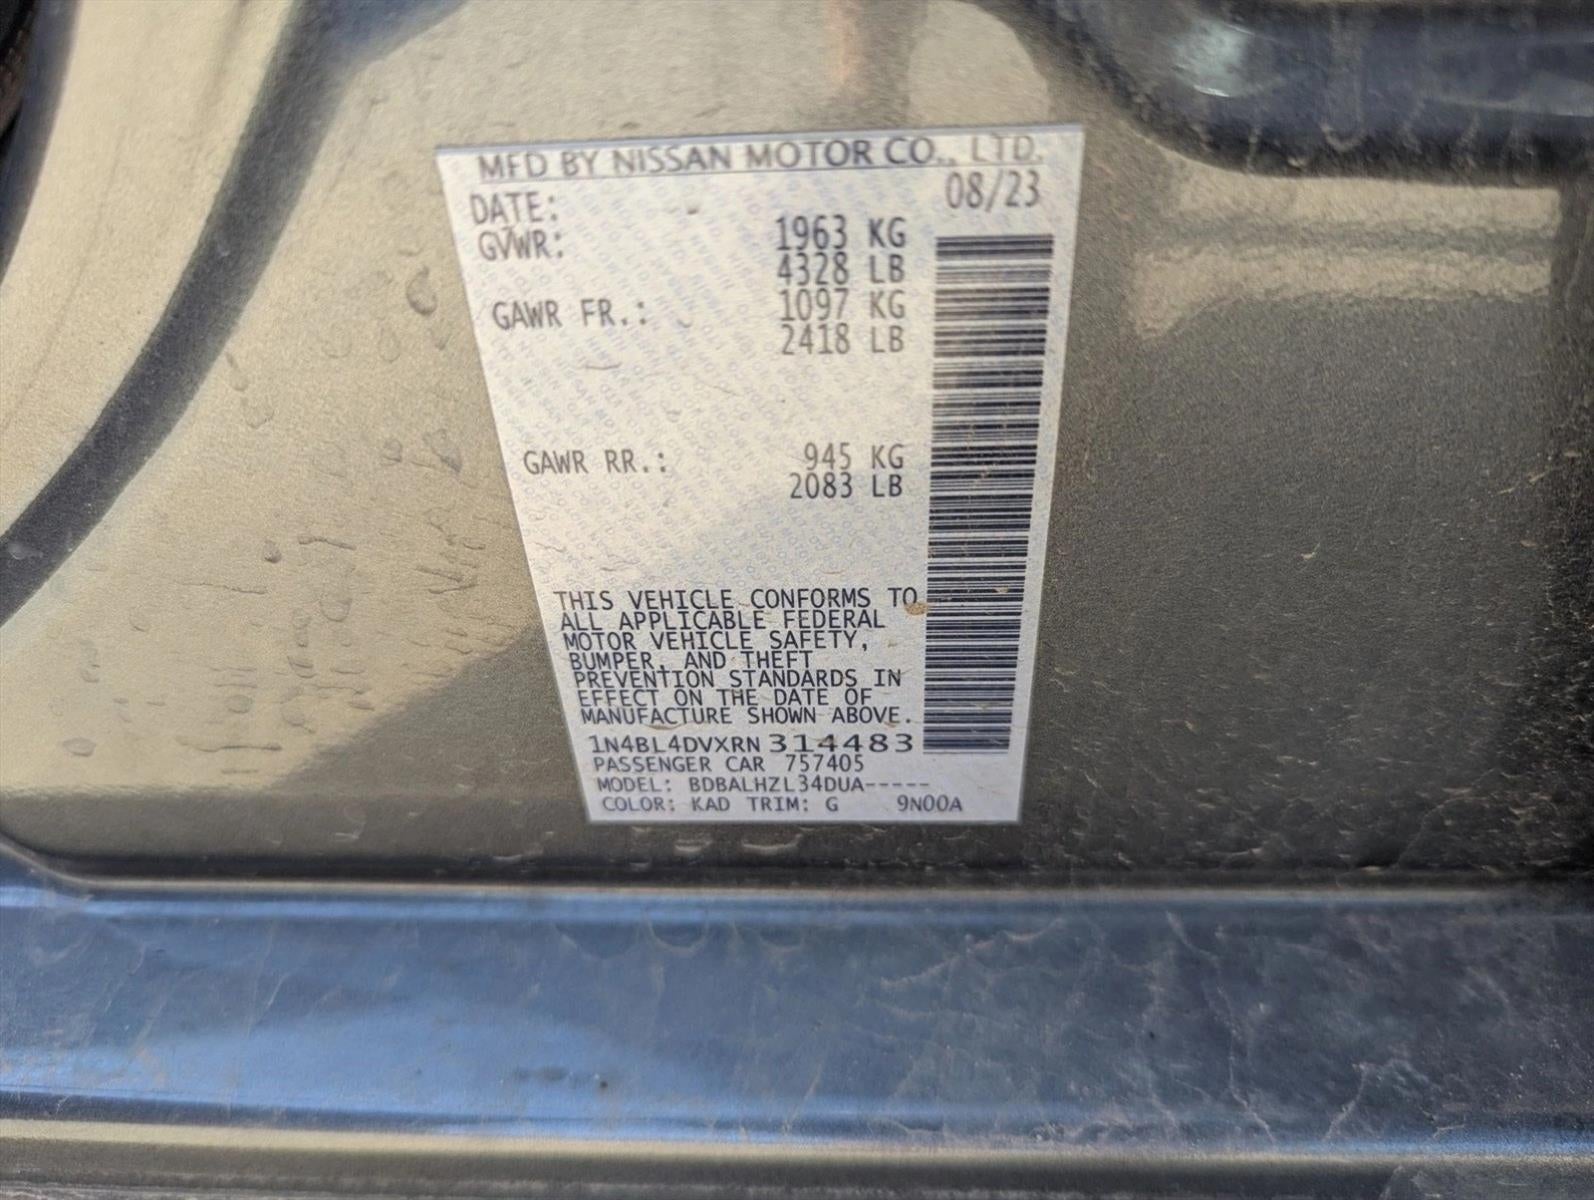 MFD BY NISSAN MOTOR CO., LTD.
DATE: 08/23
GVWR: 1963 KG
4328 LB
GAWR FR.: 1097 KG
2418 LB
GAWR RR.: 945 KG
2083 LB
THIS VEHICLE CONFORMS TO
ALL APPLICABLE FEDERAL
MOTOR VEHICLE SAFETY,
BUMPER, AND THEFT
PREVENTION STANDARDS IN
EFFECT ON THE DATE OF
MANUFACTURE SHOWN ABOVE.
1N4BL4DVXRN314483
PASSENGER CAR 757405
MODEL: BDBALHZL34DUA-----
COLOR: KAD TRIM: G 9N00A